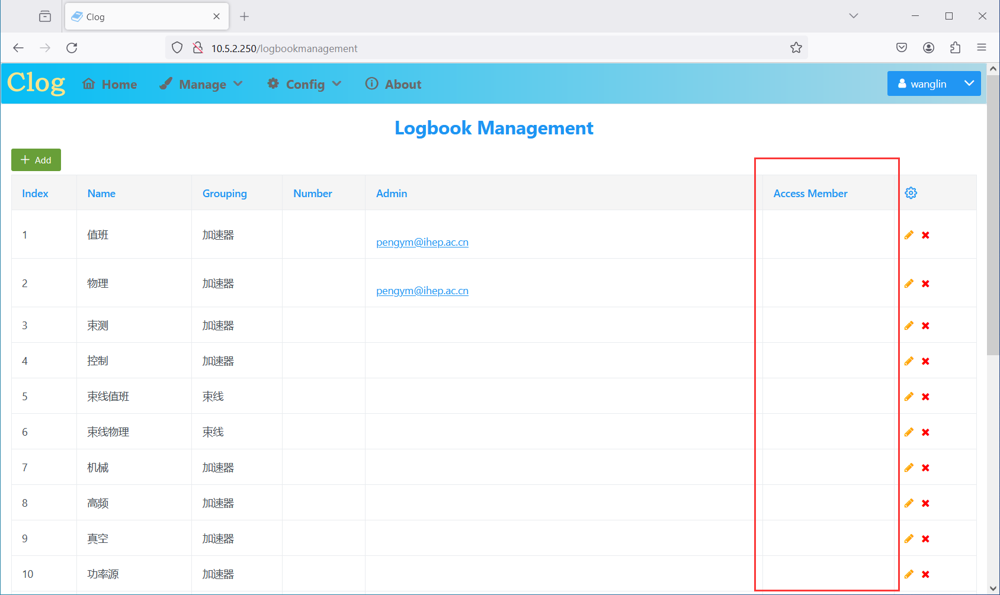 Clog
10.5.2.250/logbookmanagement
Clog Home Manage Config About wanglin
Logbook Management
Add
Index Name Grouping Number Admin Access Member
1 值班 加速器 pengym@ihep.ac.cn
2 物理 加速器 pengym@ihep.ac.cn
3 束测 加速器
4 控制 加速器
5 束线值班 束线
6 束线物理 束线
7 机械 加速器
8 高频 加速器
9 真空 加速器
10 功率源 加速器